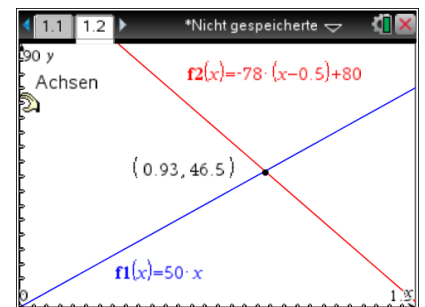 1.1 1.2 *Nicht gespeicherte
90 y
f2(x)=-78· (x-0.5)+80
Achsen
(0.93,46.5)
f1(x)=50· x
0